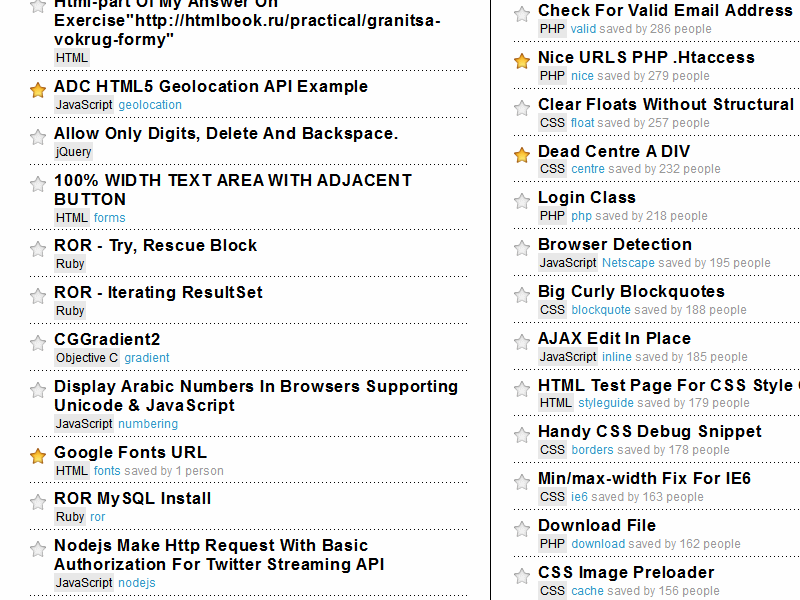 Html-part Of My Answer On
Exercise"http://htmlbook.ru/practical/granitsa-
vokrug-formy"
HTML
ADC HTML5 Geolocation API Example
JavaScript geolocation
Allow Only Digits, Delete And Backspace.
jQuery
100% WIDTH TEXT AREA WITH ADJACENT
BUTTON
HTML forms
ROR - Try, Rescue Block
Ruby
ROR - Iterating ResultSet
Ruby
CGGradient2
Objective C gradient
Display Arabic Numbers In Browsers Supporting
Unicode & JavaScript
JavaScript numbering
Google Fonts URL
HTML fonts saved by 1 person
ROR MySQL Install
Ruby ror
Nodejs Make Http Request With Basic
Authorization For Twitter Streaming API
JavaScript nodejs
Check For Valid Email Address
PHP valid saved by 286 people
Nice URLS PHP .Htaccess
PHP nice saved by 279 people
Clear Floats Without Structural
CSS float saved by 257 people
Dead Centre A DIV
CSS centre saved by 232 people
Login Class
PHP php saved by 218 people
Browser Detection
JavaScript Netscape saved by 195 people
Big Curly Blockquotes
CSS blockquote saved by 188 people
AJAX Edit In Place
JavaScript inline saved by 185 people
HTML Test Page For CSS Style
HTML styleguide saved by 179 people
Handy CSS Debug Snippet
CSS borders saved by 178 people
Min/max-width Fix For IE6
CSS ie6 saved by 163 people
Download File
PHP download saved by 162 people
CSS Image Preloader
CSS cache saved by 156 people